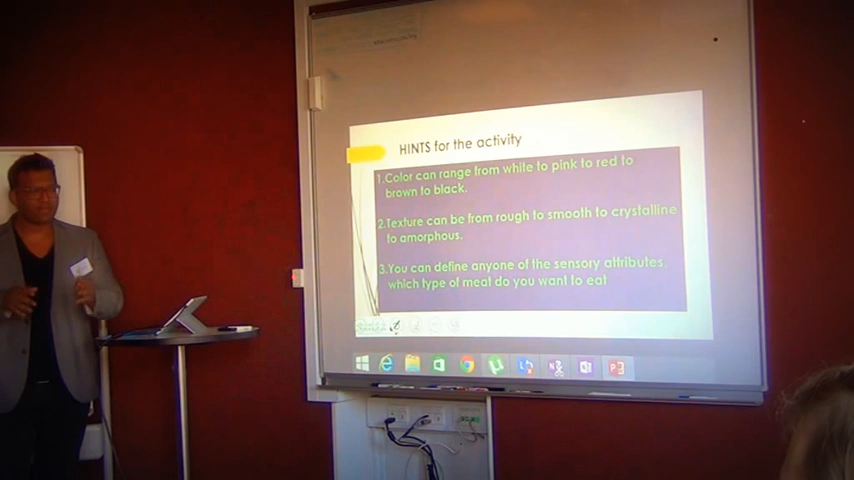 HINTS for the activity
1.Color can range from white to pink to red to
brown to black.
2.Texture can be from rough to smooth to crystalline
to amorphous.
3.You can define anyone of the sensory attributes,
which type of meat do you want to eat